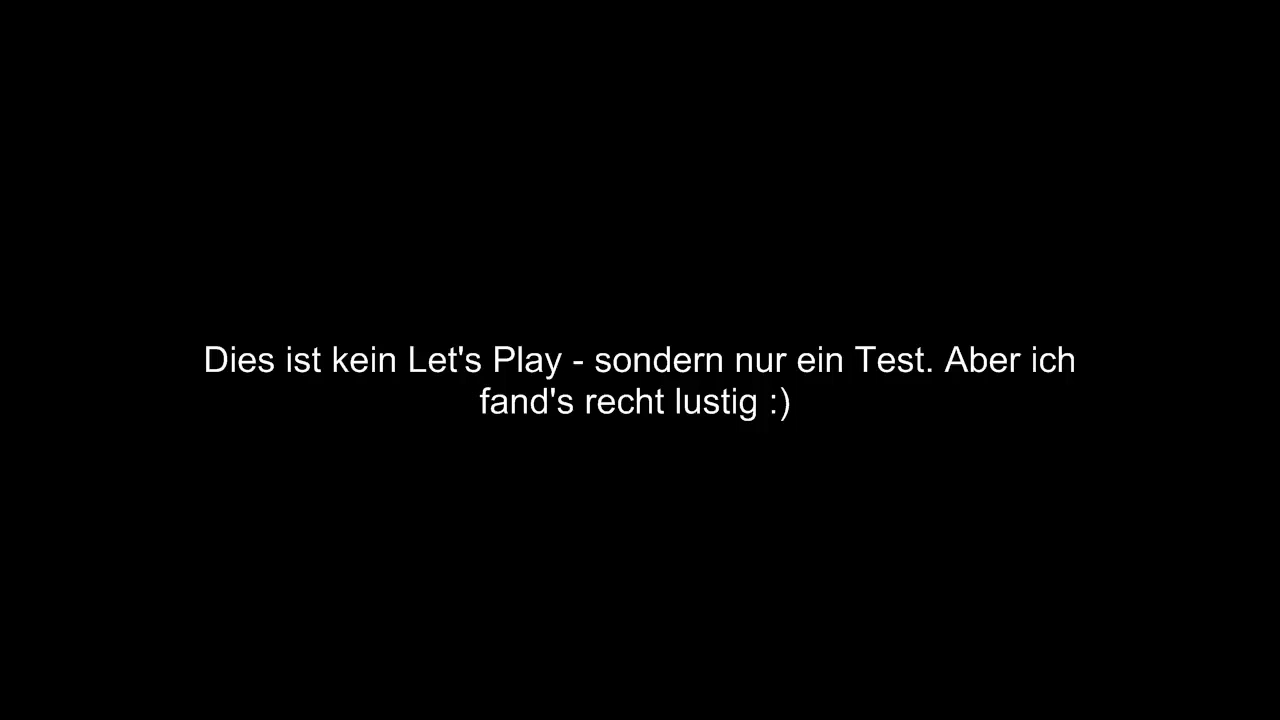 Dies ist kein Let's Play - sondern nur ein Test. Aber ich
fand's recht lustig :)